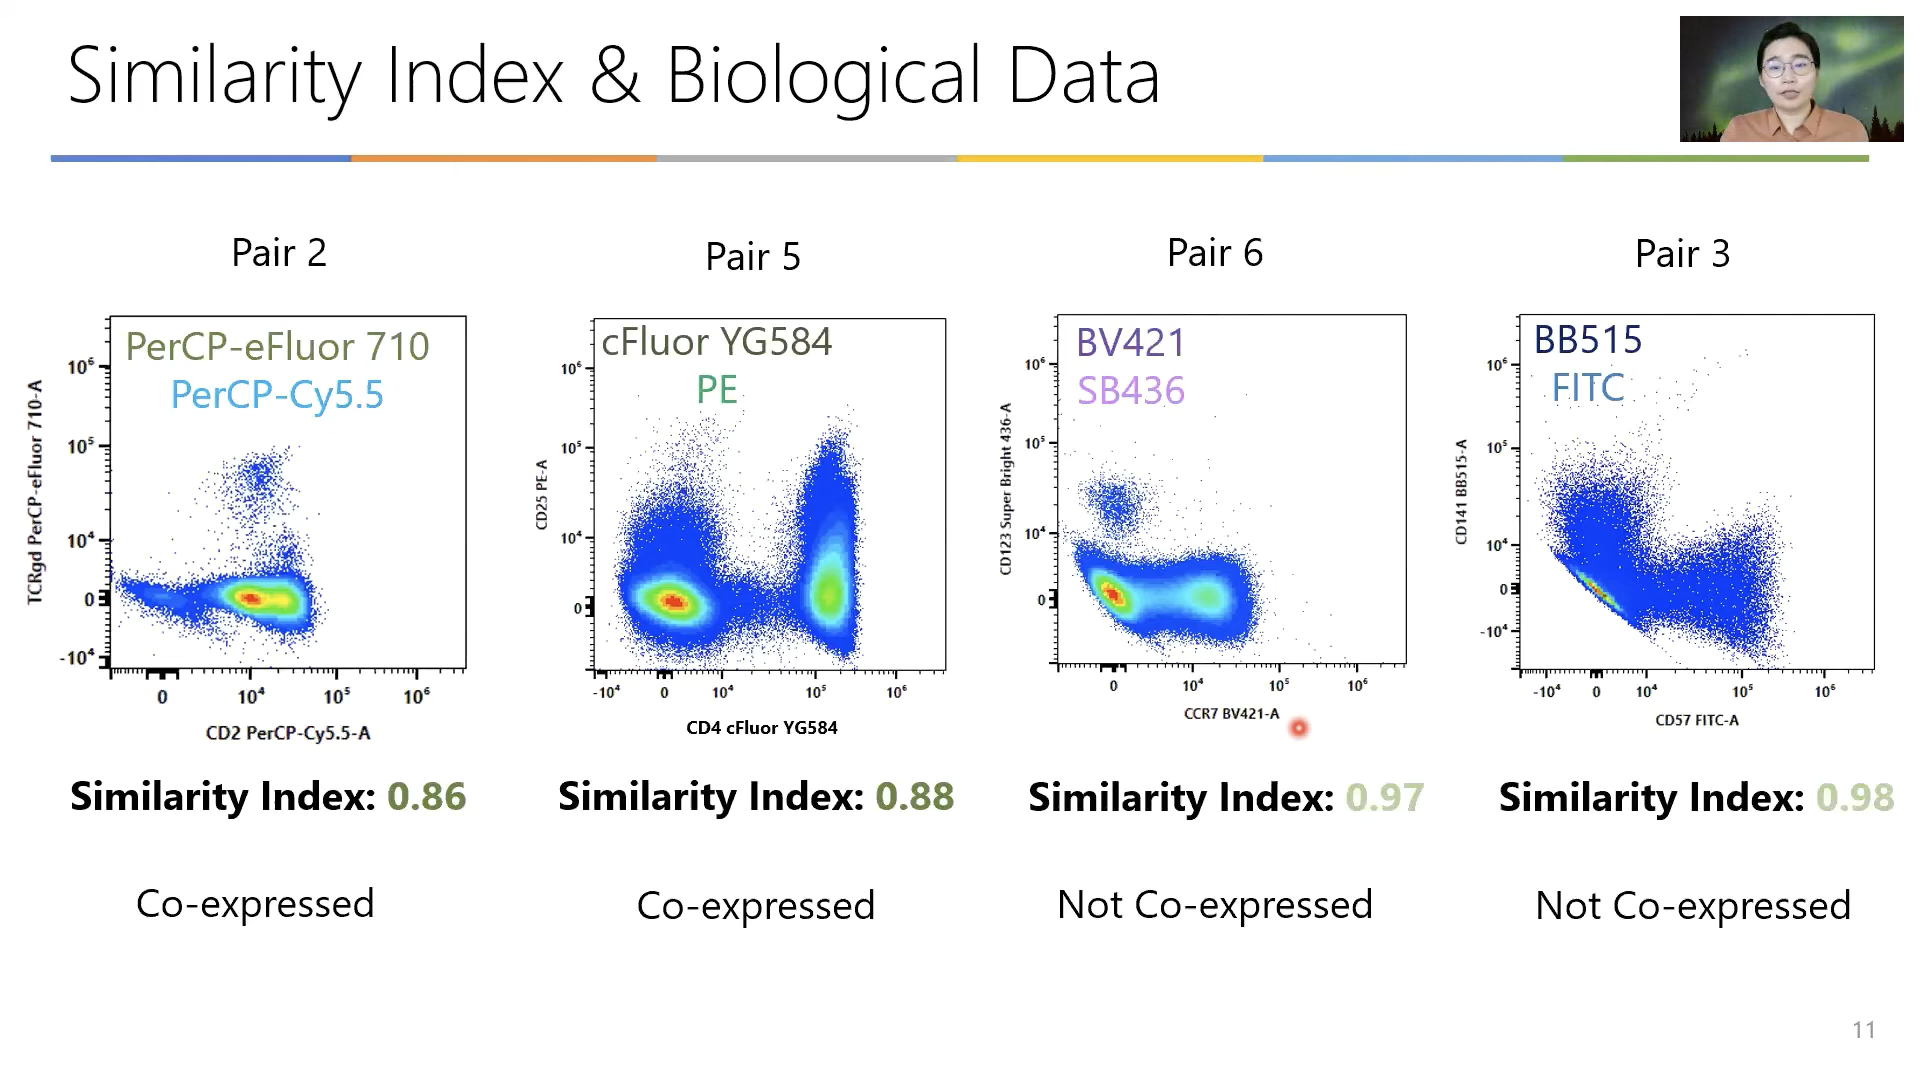 Similarity Index & Biological Data
Pair 2
Pair 5
Pair 6
Pair 3
PerCP-eFluor 710
PerCP-Cy5.5
TCRgd PerCP-eFluor 710-A
10⁶
10⁵
10⁴
0
-10⁴
0
10⁴
10⁵
10⁶
CD2 PerCP-Cy5.5-A
cFluor YG584
PE
CD25 PE-A
10⁶
10⁵
10⁴
0
-10⁴
0
10⁴
10⁵
10⁶
CD4 cFluor YG584
BV421
SB436
CD123 Super Bright 436-A
10⁶
10⁵
10⁴
0
0
10⁴
10⁵
10⁶
CCR7 BV421-A
BB515
FITC
CD141 BB515-A
10⁶
10⁵
10⁴
0
-10⁴
-10⁴
0
10⁴
10⁵
10⁶
CD57 FITC-A
Similarity Index: 0.86
Similarity Index: 0.88
Similarity Index: 0.97
Similarity Index: 0.98
Co-expressed
Co-expressed
Not Co-expressed
Not Co-expressed
11